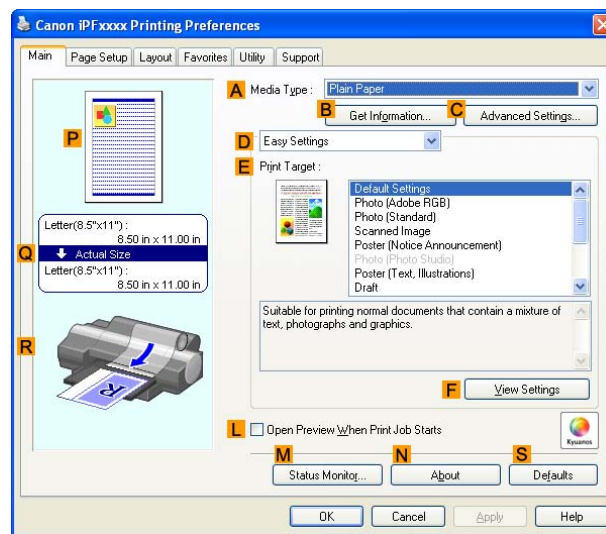 Canon iPFxxxx Printing Preferences
Main Page Setup Layout Favorites Utility Support
A Media Type : Plain Paper
B Get Information... C Advanced Settings...
D Easy Settings
E Print Target :
Default Settings
Photo (Adobe RGB)
Photo (Standard)
Scanned Image
Poster (Notice Announcement)
Photo (Photo Studio)
Poster (Text, Illustrations)
Draft
Suitable for printing normal documents that contain a mixture of
text, photographs and graphics.
F View Settings
P
Q
Letter(8.5"x11") :
8.50 in x 11.00 in
Actual Size
Letter(8.5"x11") :
8.50 in x 11.00 in
R
R
L Open Preview When Print Job Starts
Kyuanos
M Status Monitor... N About S Defaults
OK Cancel Apply Help